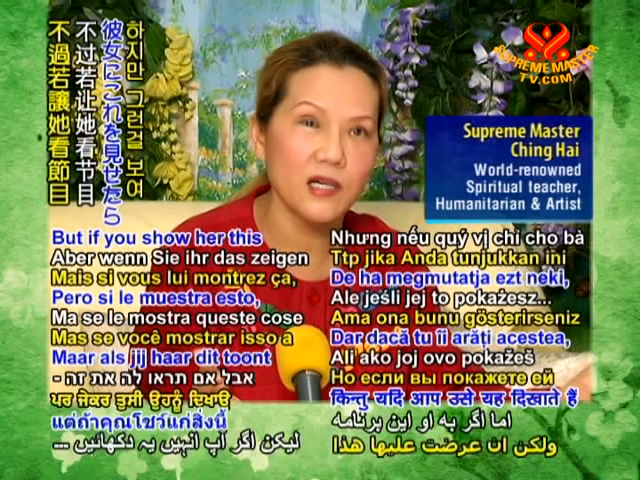 不過若讓她看節目
不过若让她看节目
彼女にこれを見せたら
하지만 그런걸 보여
SUPREME MASTER
TV.COM
Supreme Master
Ching Hai
World-renowned
Spiritual teacher,
Humanitarian & Artist
But if you show her this
Aber wenn Sie ihr das zeigen
Mais si vous lui montrez ça,
Pero si le muestra esto,
Ma se le mostra queste cose
Mas se você mostrar isso a
Maar als jij haar dit toont
אבל אם תראו לה את זה -
ਪਰ ਜੇਕਰ ਤੁਸੀ ਉਹਨੂੰ ਦਿਖਾਉ
แต่ถ้าคุณโชว์แก่สิ่งนี้
لیکن اگر آپ انہیں یہ دکھائیں ...
Nhưng nếu quý vị chỉ cho bà
Ttp jika Anda tunjukkan ini
De ha megmutatja ezt neki,
Ale jeśli jej to pokażesz...
Ama ona bunu gösterirseniz
Dar dacă tu îi arăți acestea,
Ali ako joj ovo pokažeš
Но если вы покажете ей
किन्तु यदि आप उसे यह दिखाते हैं
اما اگر به او این برنامه
ولكن ان عرضت عليها هذا